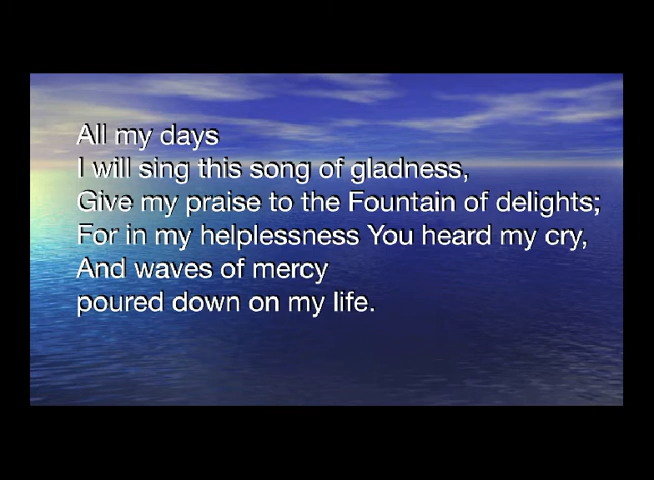 All my days
I will sing this song of gladness,
Give my praise to the Fountain of delights;
For in my helplessness You heard my cry,
And waves of mercy
poured down on my life.